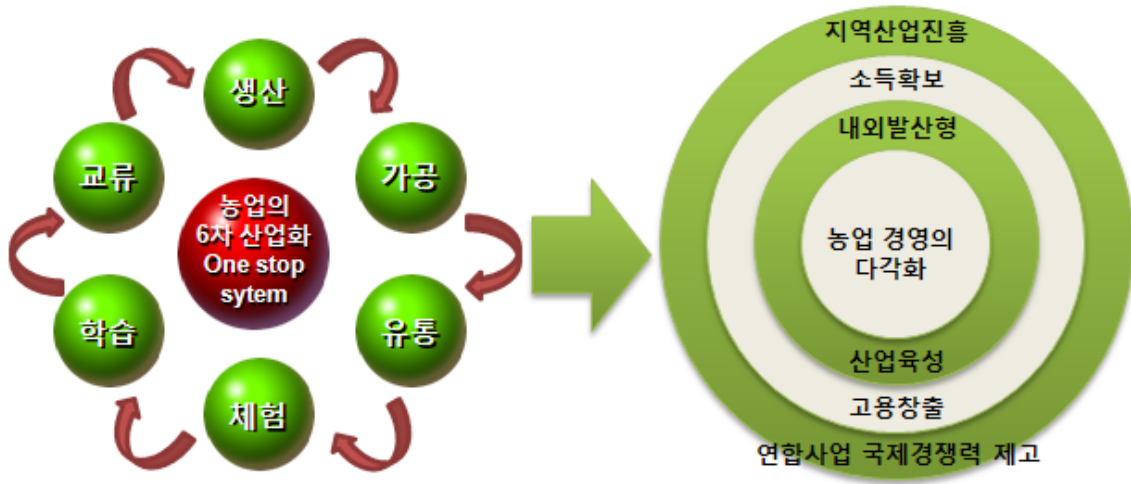 생산
가공
유통
체험
학습
교류
농업의
6차 산업화
One stop
sytem
지역산업진흥
소득확보
내외발산형
농업 경영의
다각화
산업육성
고용창출
연합사업 국제경쟁력 제고